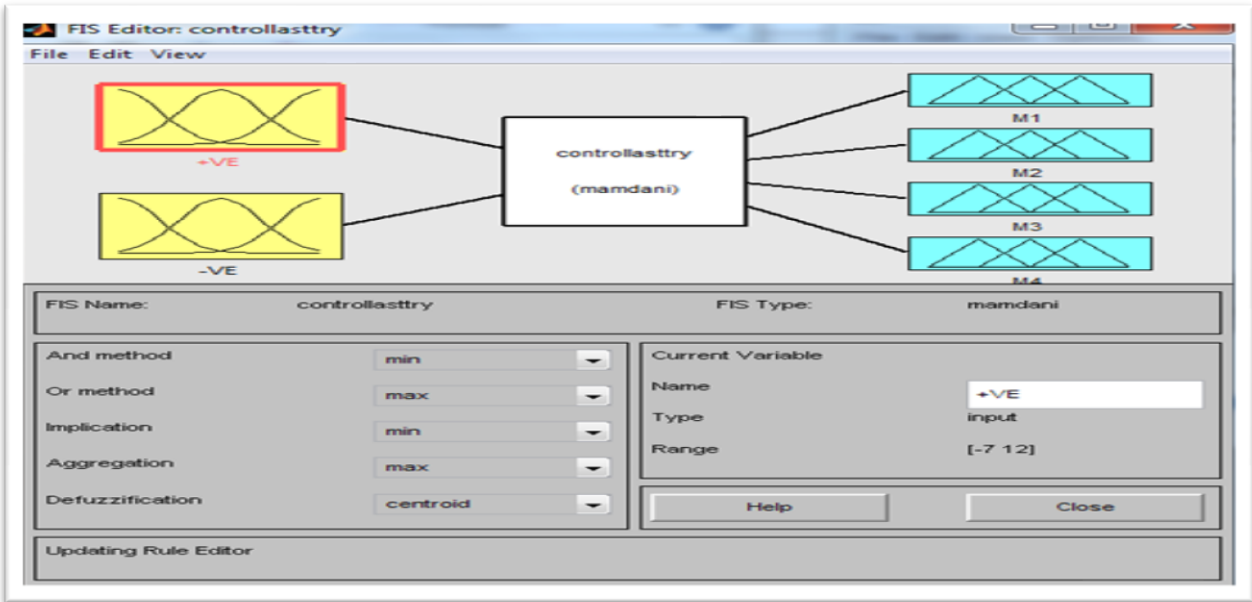 FIS Editor: controllasttry
File Edit View
+VE
-VE
controllasttry
(mamdani)
M1
M2
M3
M4
FIS Name: controllasttry FIS Type: mamdani
And method min
Or method max
Implication min
Aggregation max
Defuzzification centroid
Current Variable
Name +VE
Type input
Range [-7 12]
Help Close
Updating Rule Editor